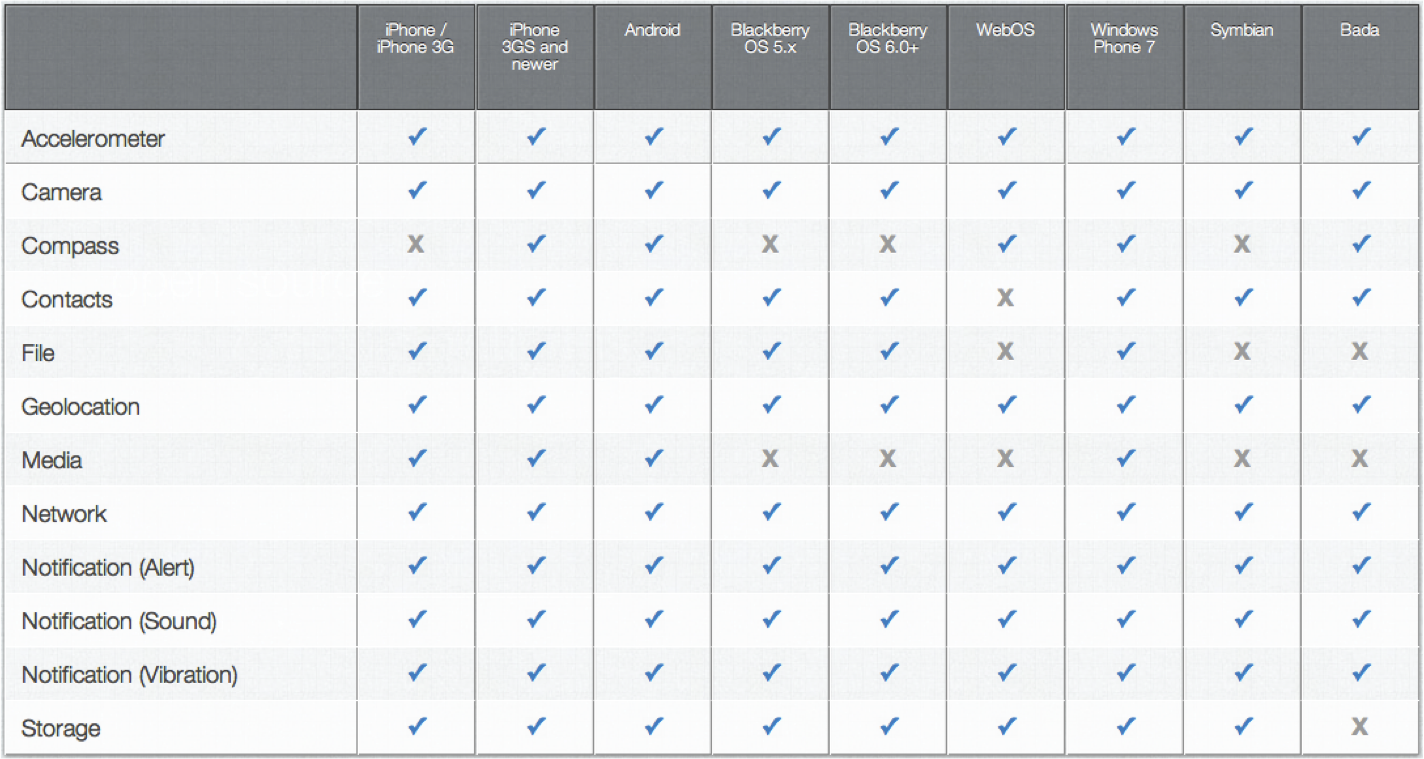 iPhone / iPhone 3G iPhone 3GS and newer Android Blackberry OS 5.x Blackberry OS 6.0+ WebOS Windows Phone 7 Symbian Bada
Accelerometer ✓ ✓ ✓ ✓ ✓ ✓ ✓ ✓ ✓
Camera ✓ ✓ ✓ ✓ ✓ ✓ ✓ ✓ ✓
Compass X ✓ ✓ X X ✓ ✓ X ✓
Contacts ✓ ✓ ✓ ✓ ✓ X ✓ ✓ ✓
File ✓ ✓ ✓ ✓ ✓ X ✓ X X
Geolocation ✓ ✓ ✓ ✓ ✓ ✓ ✓ ✓ ✓
Media ✓ ✓ ✓ X X X ✓ X X
Network ✓ ✓ ✓ ✓ ✓ ✓ ✓ ✓ ✓
Notification (Alert) ✓ ✓ ✓ ✓ ✓ ✓ ✓ ✓ ✓
Notification (Sound) ✓ ✓ ✓ ✓ ✓ ✓ ✓ ✓ ✓
Notification (Vibration) ✓ ✓ ✓ ✓ ✓ ✓ ✓ ✓ ✓
Storage ✓ ✓ ✓ ✓ ✓ ✓ ✓ ✓ X